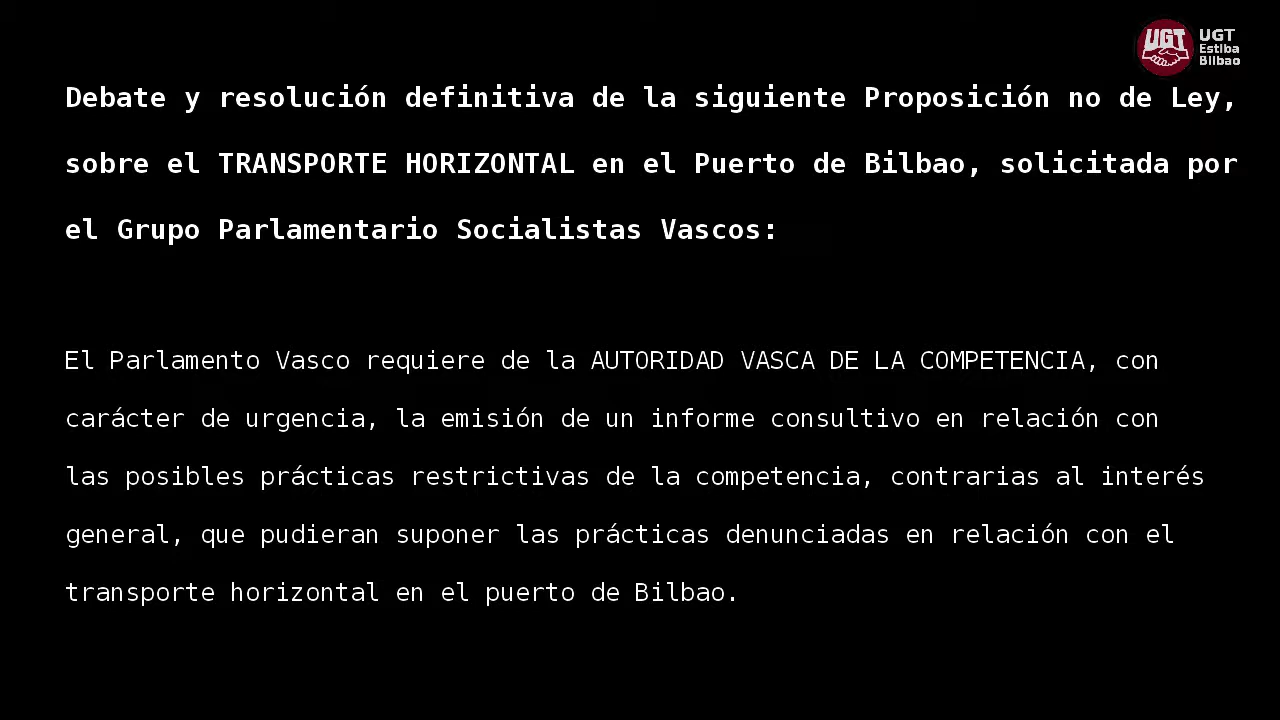 UGT
UGT
Estiba
Bilbao
Debate y resolución definitiva de la siguiente Proposición no de Ley,
sobre el TRANSPORTE HORIZONTAL en el Puerto de Bilbao, solicitada por
el Grupo Parlamentario Socialistas Vascos:
El Parlamento Vasco requiere de la AUTORIDAD VASCA DE LA COMPETENCIA, con
carácter de urgencia, la emisión de un informe consultivo en relación con
las posibles prácticas restrictivas de la competencia, contrarias al interés
general, que pudieran suponer las prácticas denunciadas en relación con el
transporte horizontal en el puerto de Bilbao.